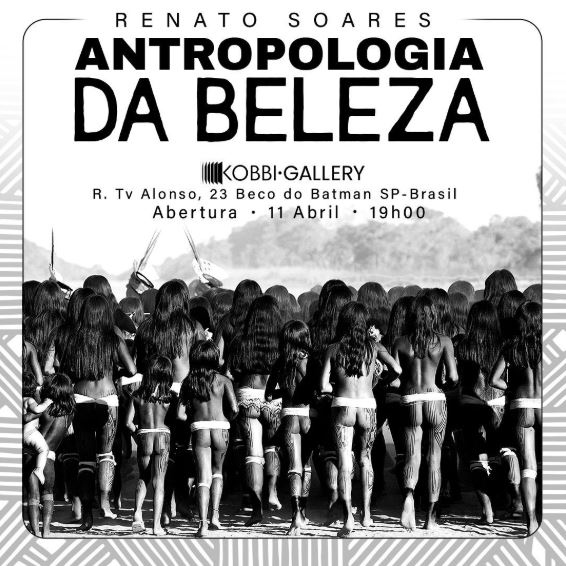 RENATO SOARES
ANTROPOLOGIA
DA BELEZA
KOBBI·GALLERY
R. Tv Alonso, 23 Beco do Batman SP-Brasil
Abertura · 11 Abril · 19h00